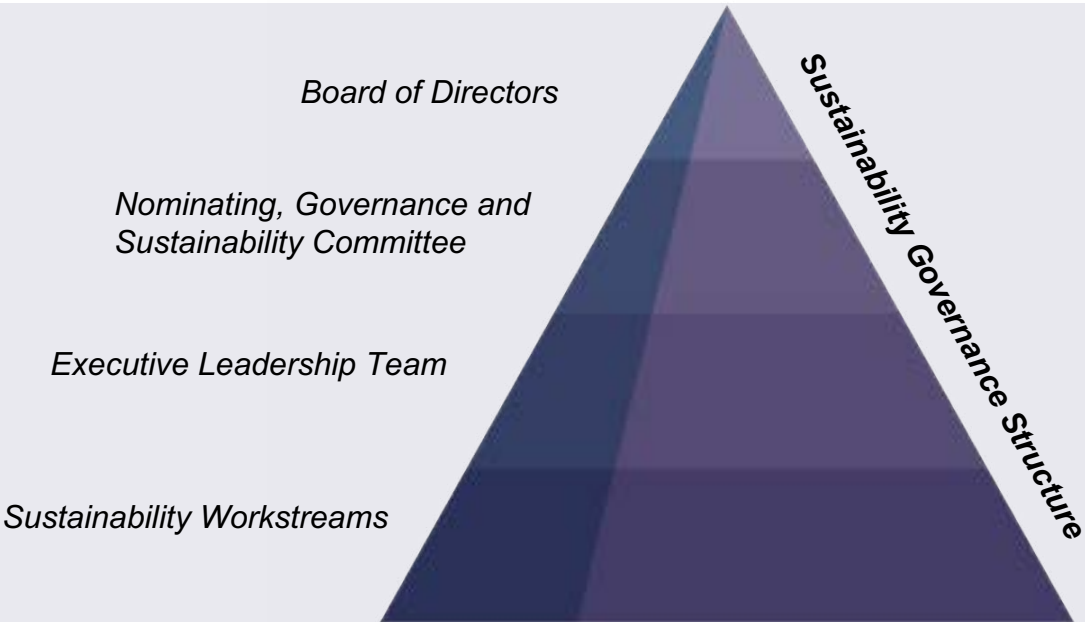 Board of Directors
Nominating, Governance and
Sustainability Committee
Executive Leadership Team
Sustainability Workstreams
Sustainability Governance Structure